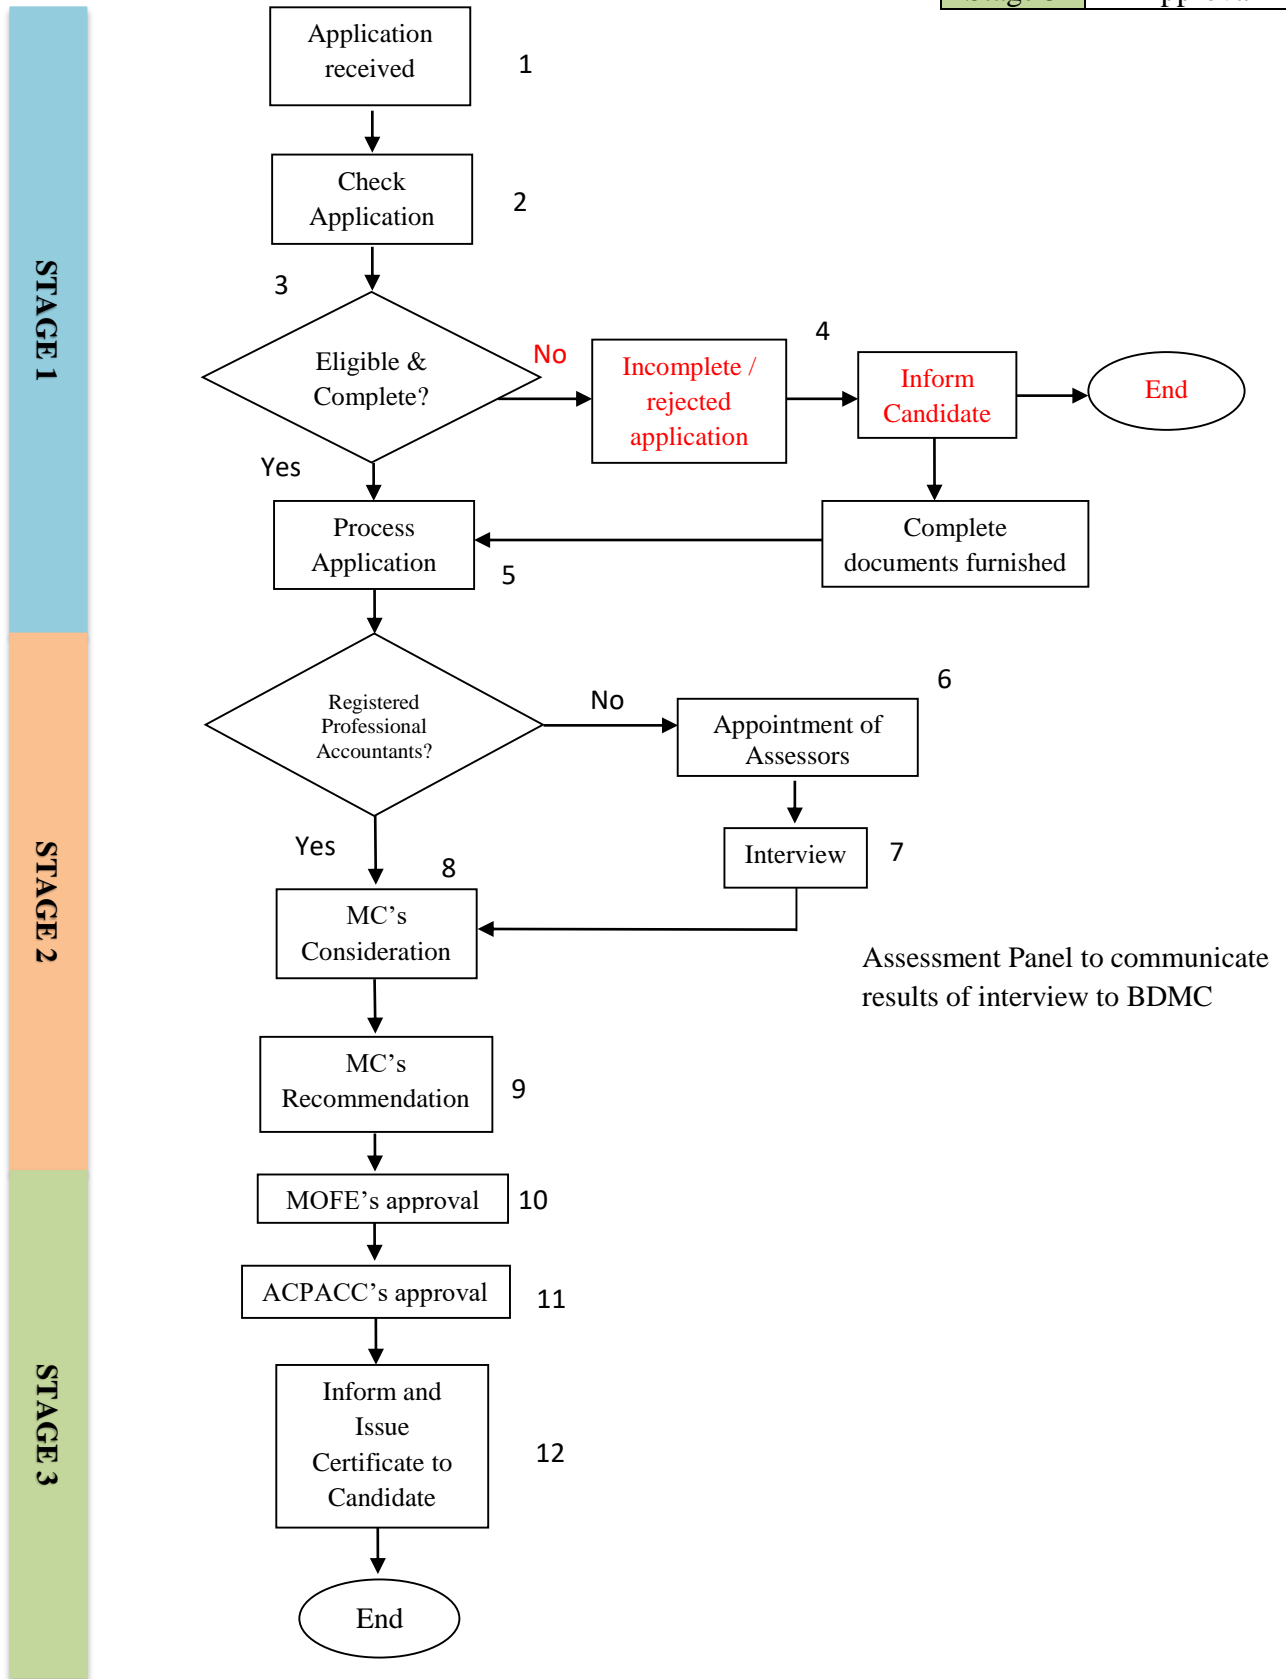 Application
received
1
Check
Application
2
STAGE 1
3
Eligible &
Complete?
No
Incomplete /
rejected
application
4
Inform
Candidate
End
Yes
Process
Application
5
Complete
documents furnished
STAGE 2
Registered
Professional
Accountants?
No
6
Appointment of
Assessors
Interview
7
Yes
8
MC’s
Consideration
Assessment Panel to communicate
results of interview to BDMC
MC’s
Recommendation
9
STAGE 3
MOFE’s approval
10
ACPACC’s approval
11
Inform and
Issue
Certificate to
Candidate
12
End